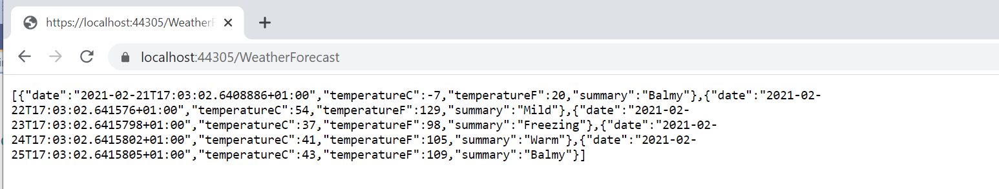 https://localhost:44305/WeatherF
localhost:44305/WeatherForecast
[{"date":"2021-02-21T17:03:02.6408886+01:00","temperatureC":-7,"temperatureF":20,"summary":"Balmy"},{"date":"2021-02-
22T17:03:02.641576+01:00","temperatureC":54,"temperatureF":129,"summary":"Mild"},{"date":"2021-02-
23T17:03:02.6415798+01:00","temperatureC":37,"temperatureF":98,"summary":"Freezing"},{"date":"2021-02-
24T17:03:02.6415802+01:00","temperatureC":41,"temperatureF":105,"summary":"Warm"},{"date":"2021-02-
25T17:03:02.6415805+01:00","temperatureC":43,"temperatureF":109,"summary":"Balmy"}]